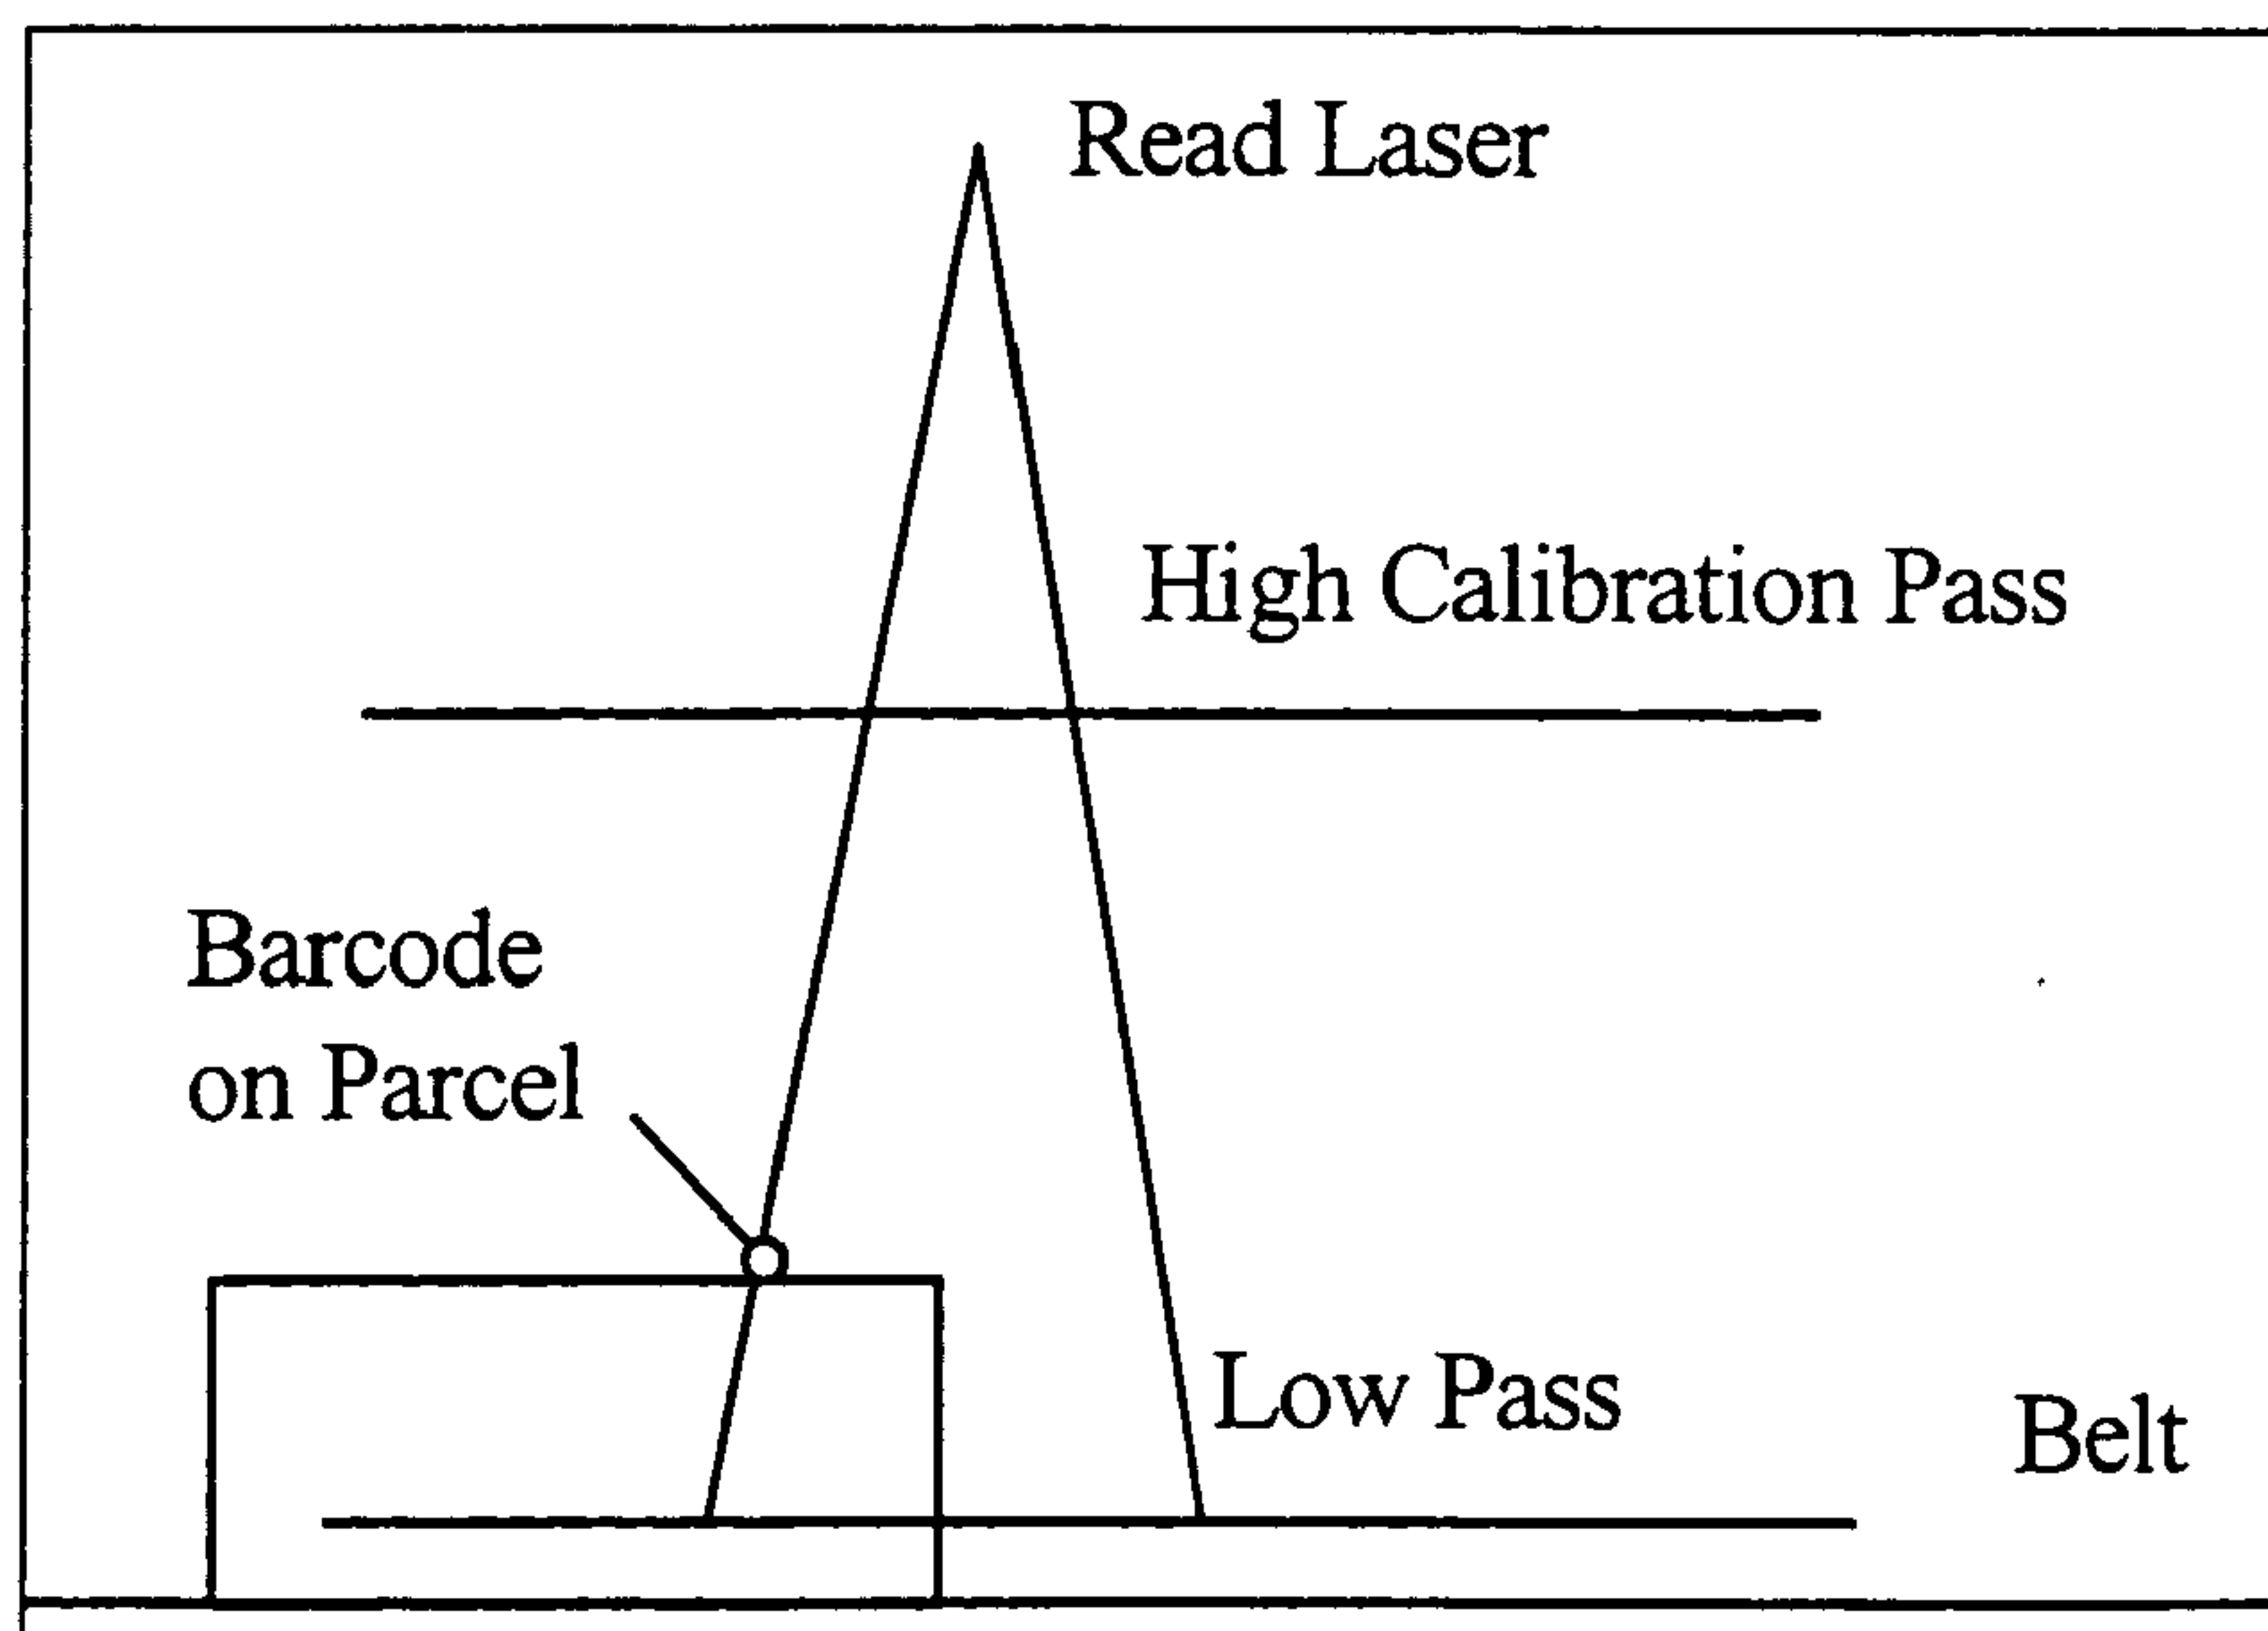 Read Laser
High Calibration Pass
Barcode
on Parcel
Low Pass
Belt